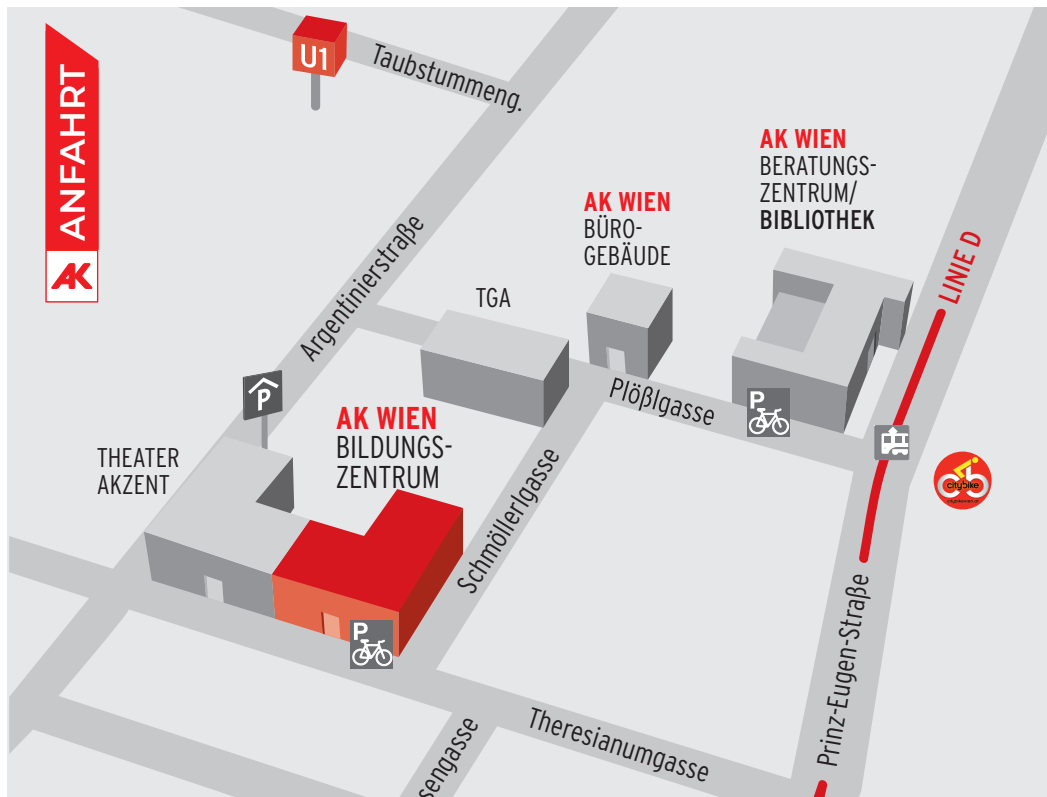 ANFAHRT
AK
U1
Taubstummeng.
Argentinierstraße
AK WIEN
BERATUNGS-
ZENTRUM/
BIBLIOTHEK
AK WIEN
BÜRO-
GEBÄUDE
LINIE D
TGA
P
Plößlgasse
P
AK WIEN
BILDUNGS-
ZENTRUM
THEATER
AKZENT
Schmöllerlgasse
citybike
P
Prinz-Eugen-Straße
Theresianumgasse
sengasse